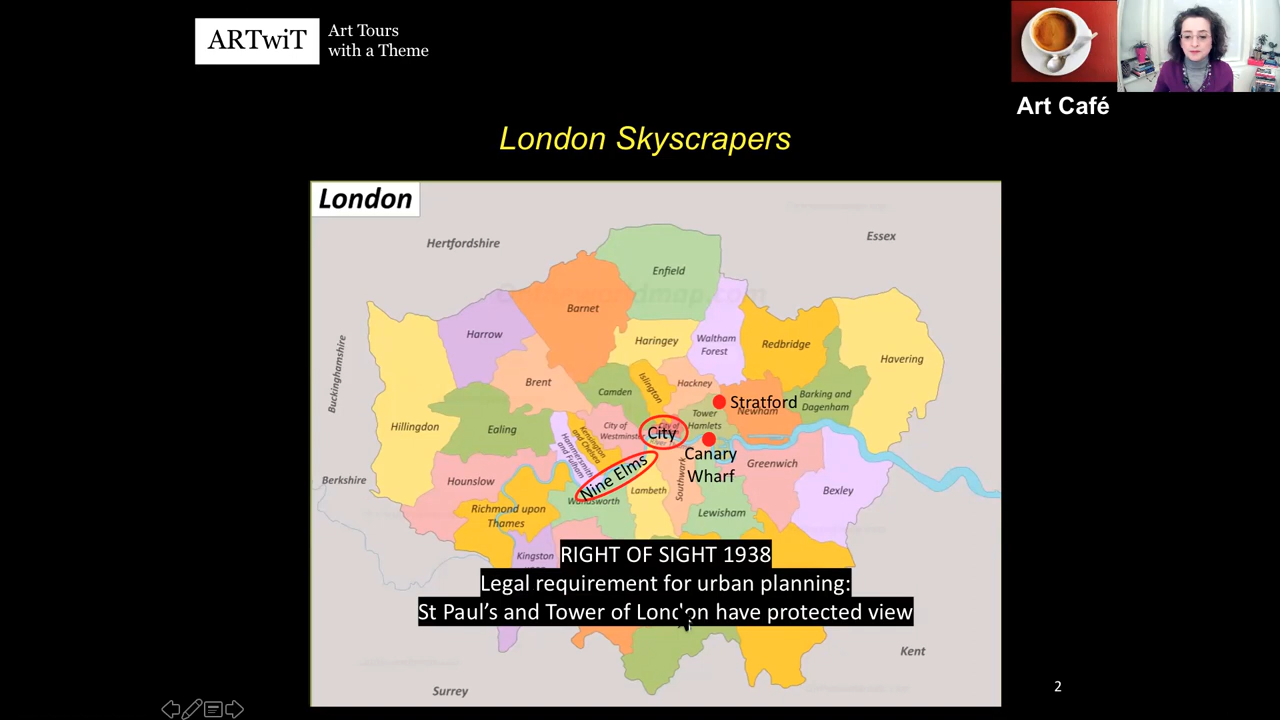 ARTwiT
Art Tours
with a Theme
Art Café
London Skyscrapers
London
Hertfordshire
Essex
Enfield
Barnet
Harrow
Haringey
Waltham
Forest
Redbridge
Havering
Buckinghamshire
Brent
Camden
Islington
Hackney
Barking and
Dagenham
Stratford
Newham
Hillingdon
Ealing
Hammersmith
and Fulham
Kensington
and Chelsea
City of
Westminster
City
Tower
Hamlets
Canary
Wharf
Greenwich
Bexley
Berkshire
Hounslow
Nine Elms
Wandsworth
Lambeth
Southwark
Lewisham
Richmond upon
Thames
Kingston
RIGHT OF SIGHT 1938
Legal requirement for urban planning:
St Paul's and Tower of London have protected view
Kent
Surrey
2